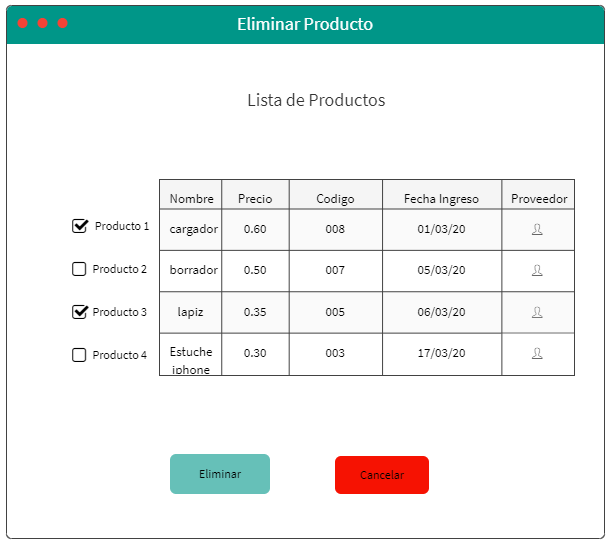 Eliminar Producto
Lista de Productos
Nombre Precio Codigo Fecha Ingreso Proveedor
Producto 1 cargador 0.60 008 01/03/20
Producto 2 borrador 0.50 007 05/03/20
Producto 3 lapiz 0.35 005 06/03/20
Producto 4 Estuche 0.30 003 17/03/20
iphone
Eliminar Cancelar